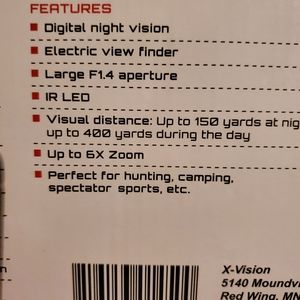 FEATURES
Digital night vision
Electric view finder
Large F1.4 aperture
IR LED
Visual distance: Up to 150 yards at
up to 400 yards during the day
Up to 6X Zoom
Perfect for hunting, camping,
spectator sports, etc.
X-Vision
5140
Red Wing, MN